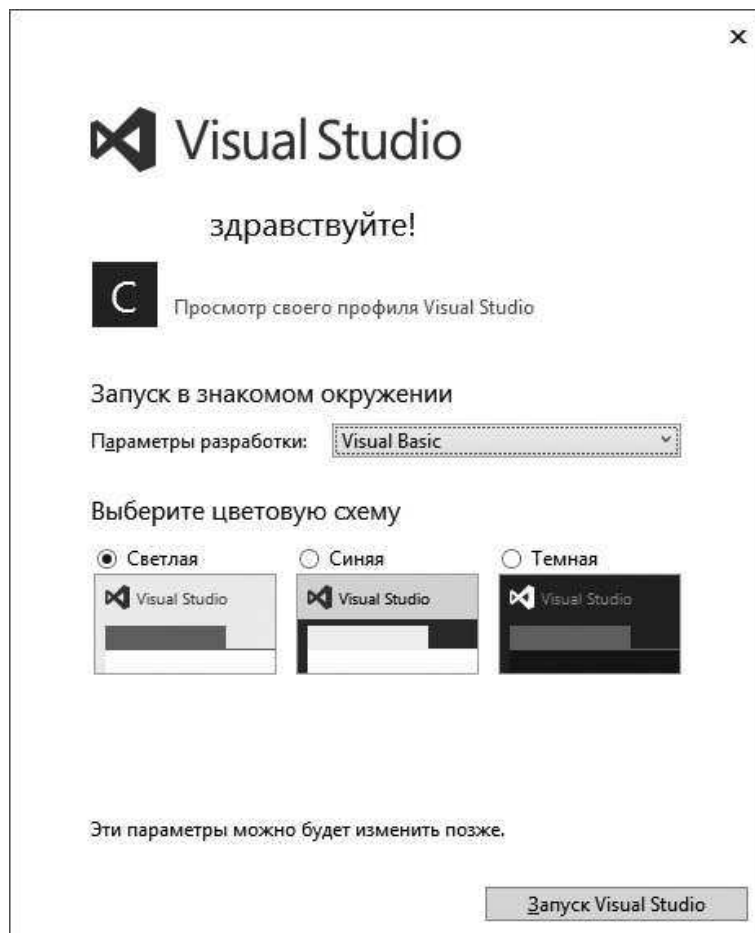 Visual Studio
здравствуйте!
C
Просмотр своего профиля Visual Studio
Запуск в знакомом окружении
Параметры разработки: Visual Basic
Выберите цветовую схему
Светлая Синяя Темная
Visual Studio Visual Studio Visual Studio
Эти параметры можно будет изменить позже.
Запуск Visual Studio